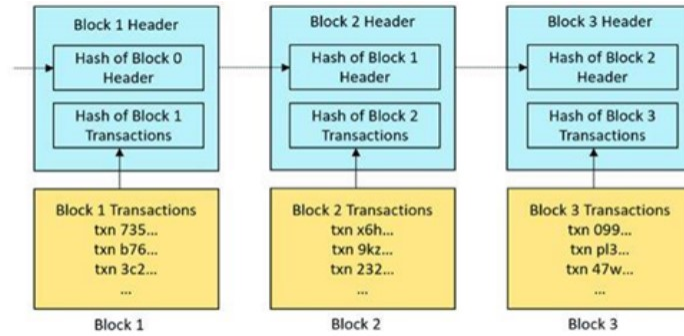 Block 1 Header
Hash of Block 0
Header
Hash of Block 1
Transactions
Block 1 Transactions
txn 735...
txn b76...
txn 3c2...
...
Block 1
Block 2 Header
Hash of Block 1
Header
Hash of Block 2
Transactions
Block 2 Transactions
txn x6h...
txn 9kz...
txn 232...
...
Block 2
Block 3 Header
Hash of Block 2
Header
Hash of Block 3
Transactions
Block 3 Transactions
txn 099...
txn pl3...
txn 47w...
...
Block 3